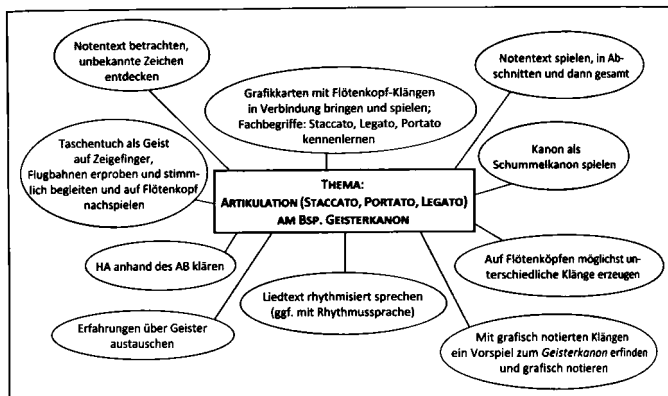 Notentext betrachten,
unbekannte Zeichen
entdecken
Grafikkarten mit Flötenkopf-Klängen
in Verbindung bringen und spielen;
Fachbegriffe: Staccato, Legato, Portato
kennenlernen
Notentext spielen, in Ab-
schnitten und dann gesamt
Taschentuch als Geist
auf Zeigefinger,
Flugbahnen erproben und stimm-
lich begleiten und auf Flötenkopf
nachspielen
Kanon als
Schummelkanon spielen
THEMA:
ARTIKULATION (STACCATO, PORTATO, LEGATO)
AM BSP. GEISTERKANON
HA anhand des AB klären
Auf Flötenköpfen möglichst un-
terschiedliche Klänge erzeugen
Liedtext rhythmisiert sprechen
(ggf. mit Rhythmussprache)
Erfahrungen über Geister
austauschen
Mit grafisch notierten Klängen
ein Vorspiel zum Geisterkanon erfinden
und grafisch notieren